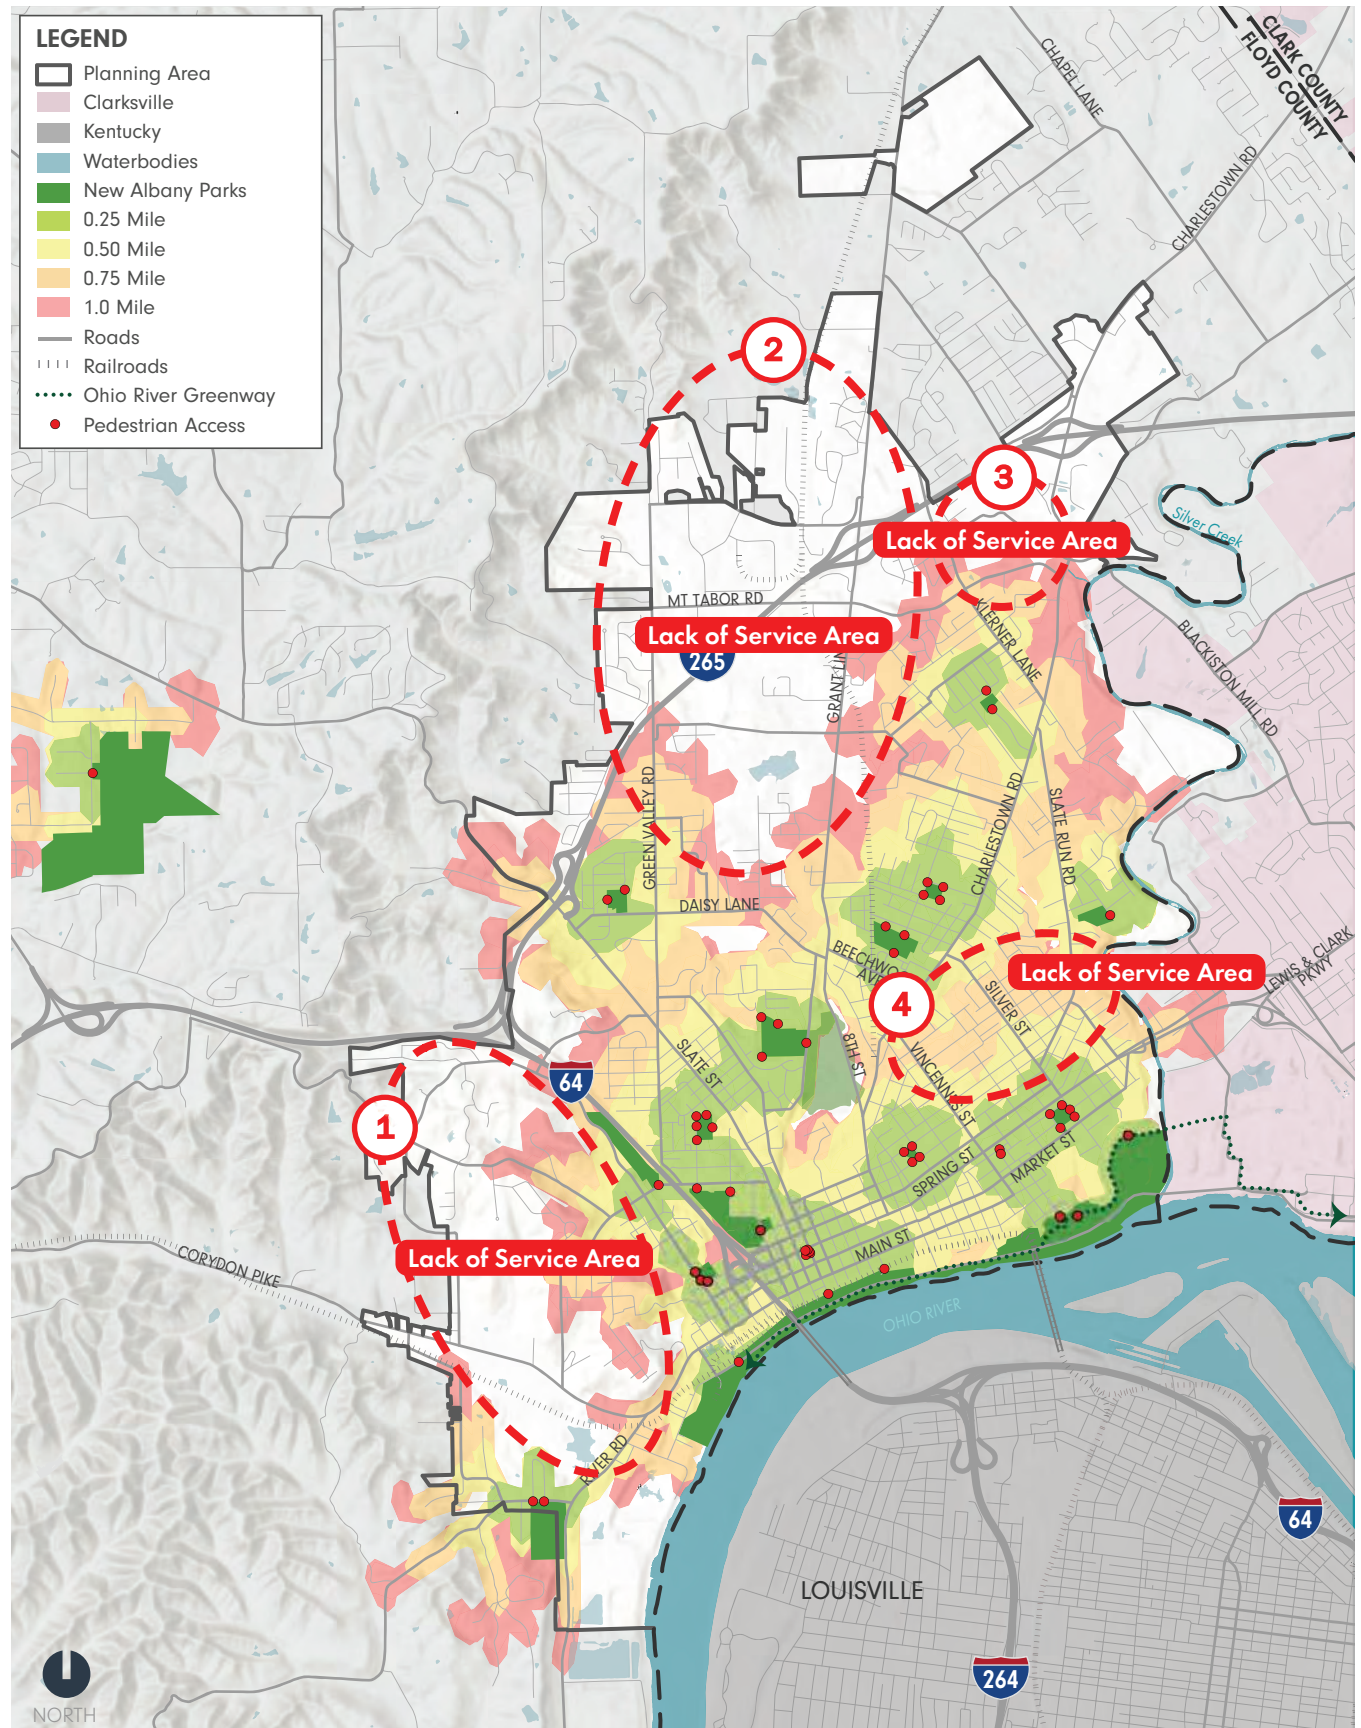 LEGEND
Planning Area
Clarksville
Kentucky
Waterbodies
New Albany Parks
0.25 Mile
0.50 Mile
0.75 Mile
1.0 Mile
Roads
Railroads
Ohio River Greenway
Pedestrian Access
CLARK COUNTY
FLOYD COUNTY
CHAPEL LANE
CHARLESTOWN RD
2
3
Silver Creek
Lack of Service Area
MT TABOR RD
KLERNER LANE
Lack of Service Area
265
BLACKISTON MILL RD
GRANT LIN
GREEN VALLEY RD
CHARLESTOWN RD
SLATE RUN RD
DAISY LANE
BEECHWO
AVE
Lack of Service Area
LEWIS & CLARK
PKWY
4
SILVER ST
8TH ST
VINCENNES ST
SLATE ST
64
1
SPRING ST
MARKET ST
MAIN ST
Lack of Service Area
CORYDON PIKE
OHIO RIVER
RIVER RD
64
LOUISVILLE
264
NORTH